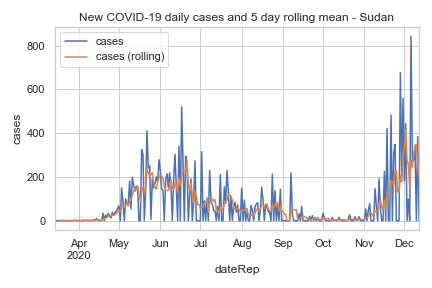 New COVID-19 daily cases and 5 day rolling mean - Sudan
cases
cases (rolling)
cases
800
600
400
200
0
Apr May Jun Jul Aug Sep Oct Nov Dec
2020
dateRep